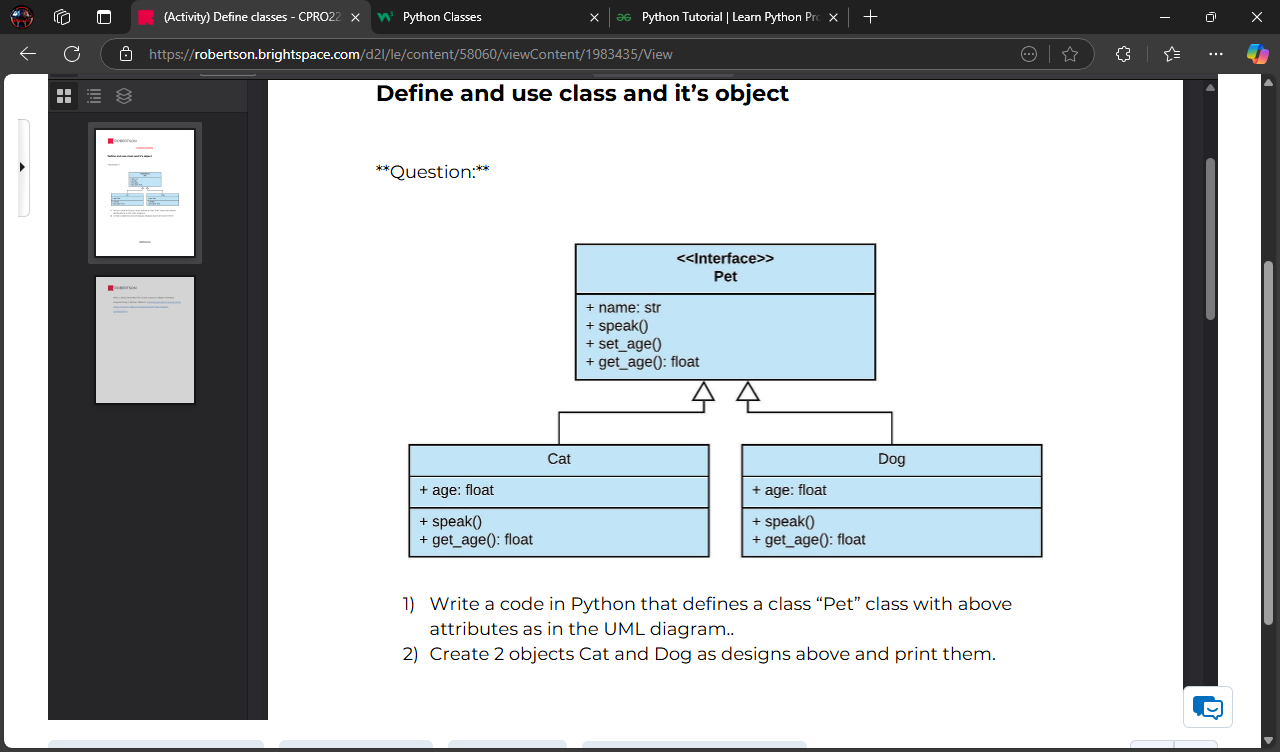 (Activity) Define classes - CPRO22
Python Classes
Python Tutorial | Learn Python Pro
https://robertson.brightspace.com/d2l/le/content/58060/viewContent/1983435/View
Define and use class and it’s object
**Question:**
<<Interface>>
Pet
+ name: str
+ speak()
+ set_age()
+ get_age(): float
Cat
+ age: float
+ speak()
+ get_age(): float
Dog
+ age: float
+ speak()
+ get_age(): float
1) Write a code in Python that defines a class “Pet” class with above
attributes as in the UML diagram..
2) Create 2 objects Cat and Dog as designs above and print them.